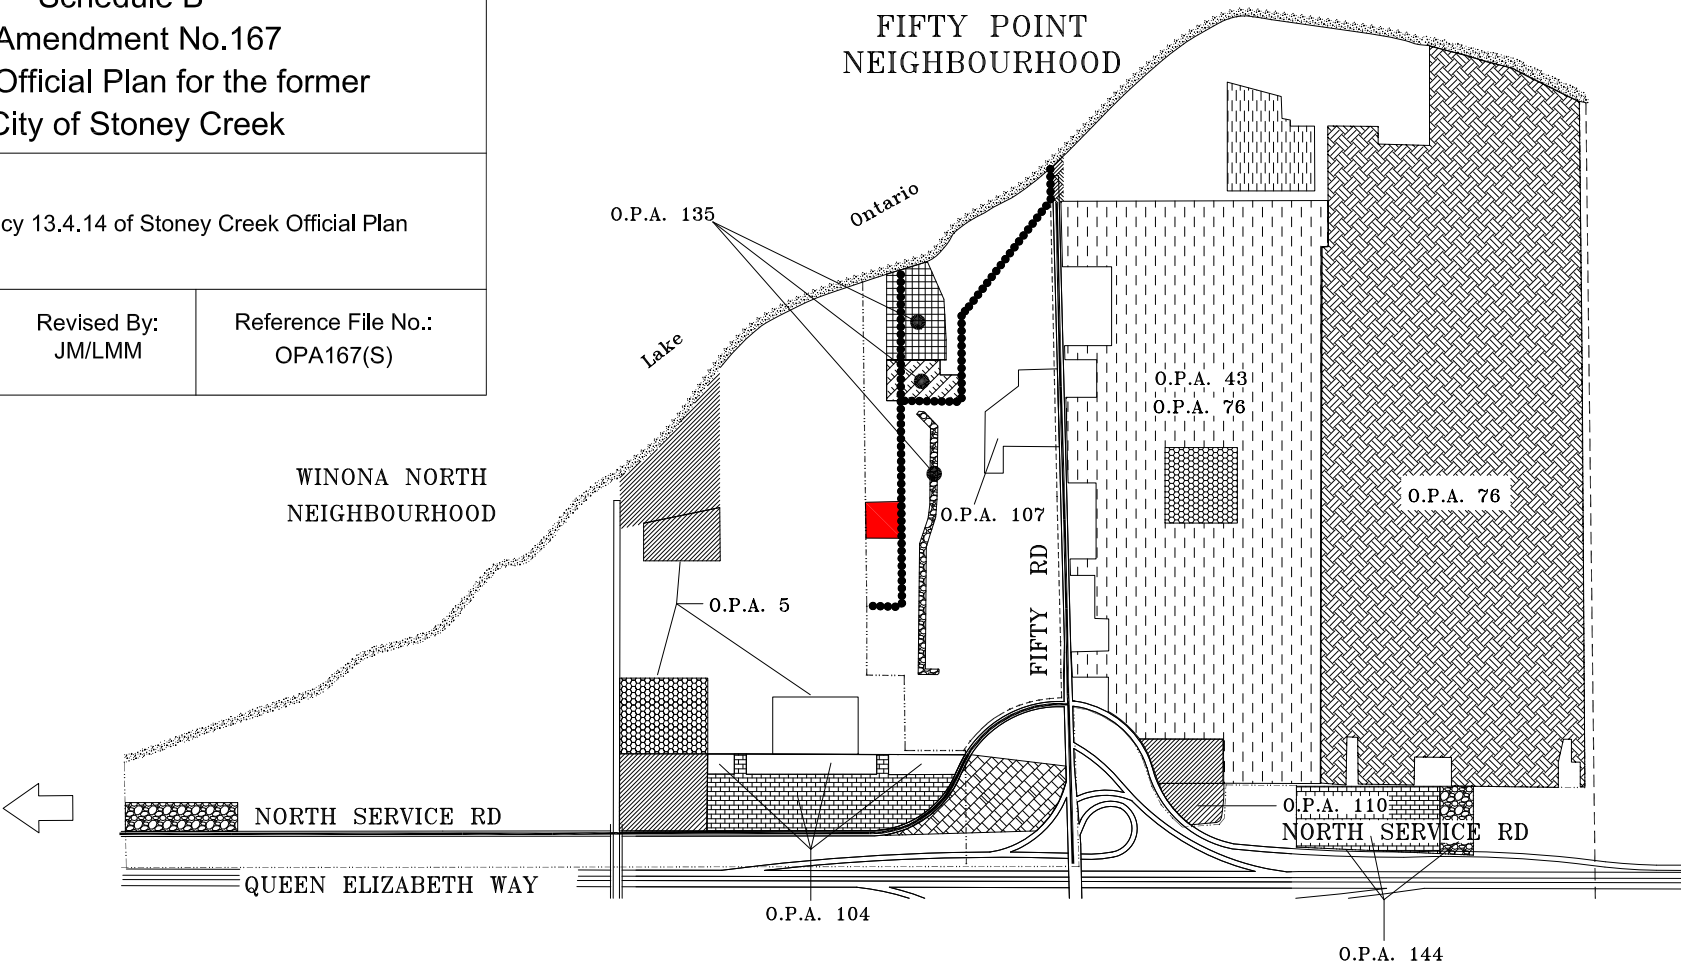 Schedule B
Amendment No.167
Official Plan for the former
City of Stoney Creek
cy 13.4.14 of Stoney Creek Official Plan
Revised By:
JM/LMM
Reference File No.:
OPA167(S)
FIFTY POINT
NEIGHBOURHOOD
O.P.A. 135
Lake Ontario
O.P.A. 43
O.P.A. 76
WINONA NORTH
NEIGHBOURHOOD
O.P.A. 76
O.P.A. 107
FIFTY RD
O.P.A. 5
O.P.A. 110
NORTH SERVICE RD
NORTH SERVICE RD
QUEEN ELIZABETH WAY
O.P.A. 104
O.P.A. 144